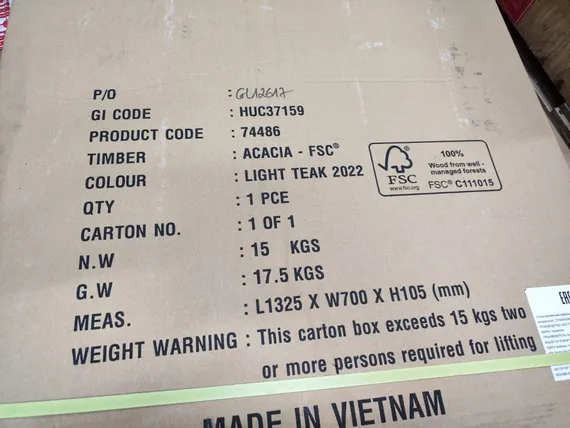 P/O : GL12617
GI CODE : HUC37159
PRODUCT CODE : 74486
TIMBER : ACACIA - FSC®
COLOUR : LIGHT TEAK 2022
QTY : 1 PCE
CARTON NO. : 1 OF 1
N.W : 15 KGS
G.W : 17.5 KGS
MEAS. : L1325 X W700 X H105 (mm)
WEIGHT WARNING : This carton box exceeds 15 kgs two
or more persons required for lifting
MADE IN VIETNAM
FSC
www.fsc.org
100%
Wood from well-
managed forests
FSC® C111015